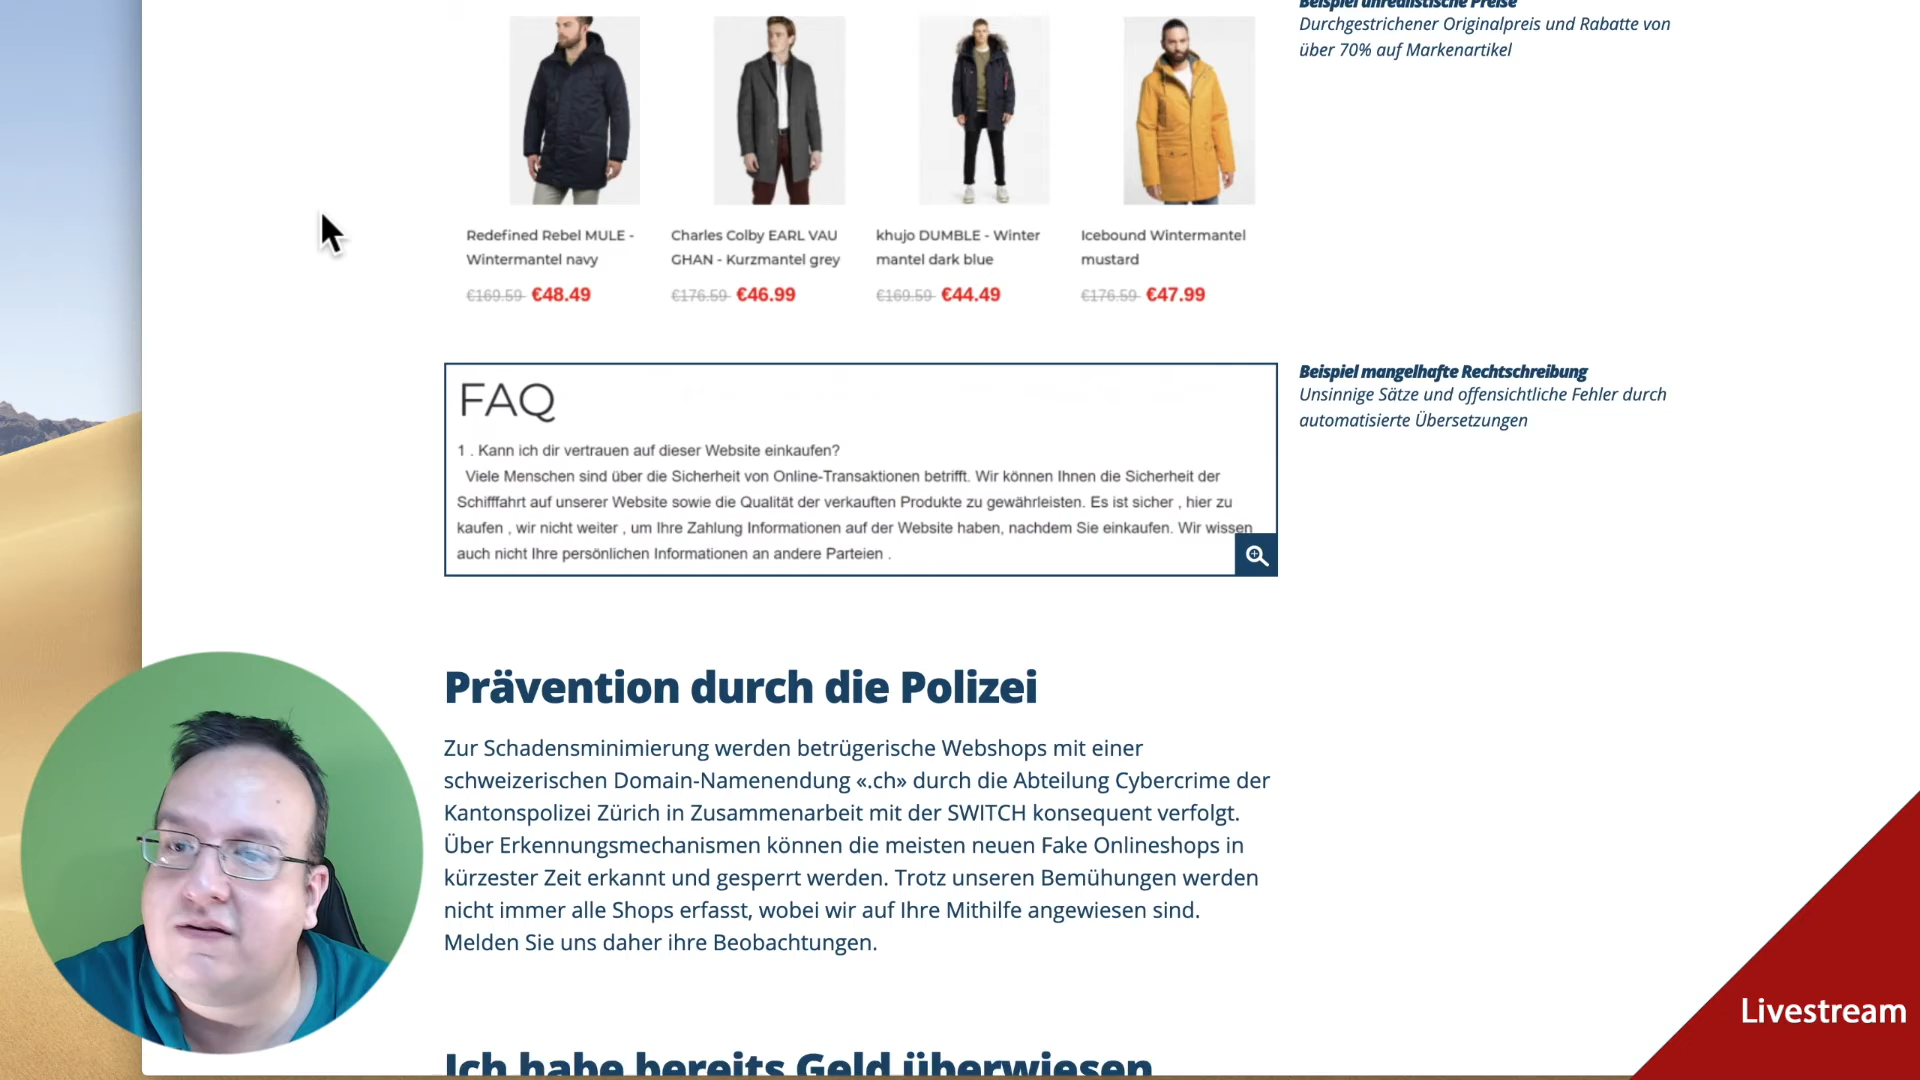 Beispiel unrealistische Preise
Durchgestrichener Originalpreis und Rabatte von
über 70% auf Markenartikel
Redefined Rebel MULE -
Wintermantel navy
€169.59 €48.49
Charles Colby EARL VAU
GHAN - Kurzmantel grey
€176.59 €46.99
khujo DUMBLE - Winter
mantel dark blue
€169.59 €44.49
Icebound Wintermantel
mustard
€176.59 €47.99
Beispiel mangelhafte Rechtschreibung
Unsinnige Sätze und offensichtliche Fehler durch
automatisierte Übersetzungen
FAQ
1 . Kann ich dir vertrauen auf dieser Website einkaufen?
Viele Menschen sind über die Sicherheit von Online-Transaktionen betrifft. Wir können Ihnen die Sicherheit der
Schifffahrt auf unserer Website sowie die Qualität der verkauften Produkte zu gewährleisten. Es ist sicher , hier zu
kaufen , wir nicht weiter , um Ihre Zahlung Informationen auf der Website haben, nachdem Sie einkaufen. Wir wissen
auch nicht Ihre persönlichen Informationen an andere Parteien .
Prävention durch die Polizei
Zur Schadensminimierung werden betrügerische Webshops mit einer
schweizerischen Domain-Namenendung «.ch» durch die Abteilung Cybercrime der
Kantonspolizei Zürich in Zusammenarbeit mit der SWITCH konsequent verfolgt.
Über Erkennungsmechanismen können die meisten neuen Fake Onlineshops in
kürzester Zeit erkannt und gesperrt werden. Trotz unseren Bemühungen werden
nicht immer alle Shops erfasst, wobei wir auf Ihre Mithilfe angewiesen sind.
Melden Sie uns daher ihre Beobachtungen.
Ich habe bereits Geld überwiesen
Livestream